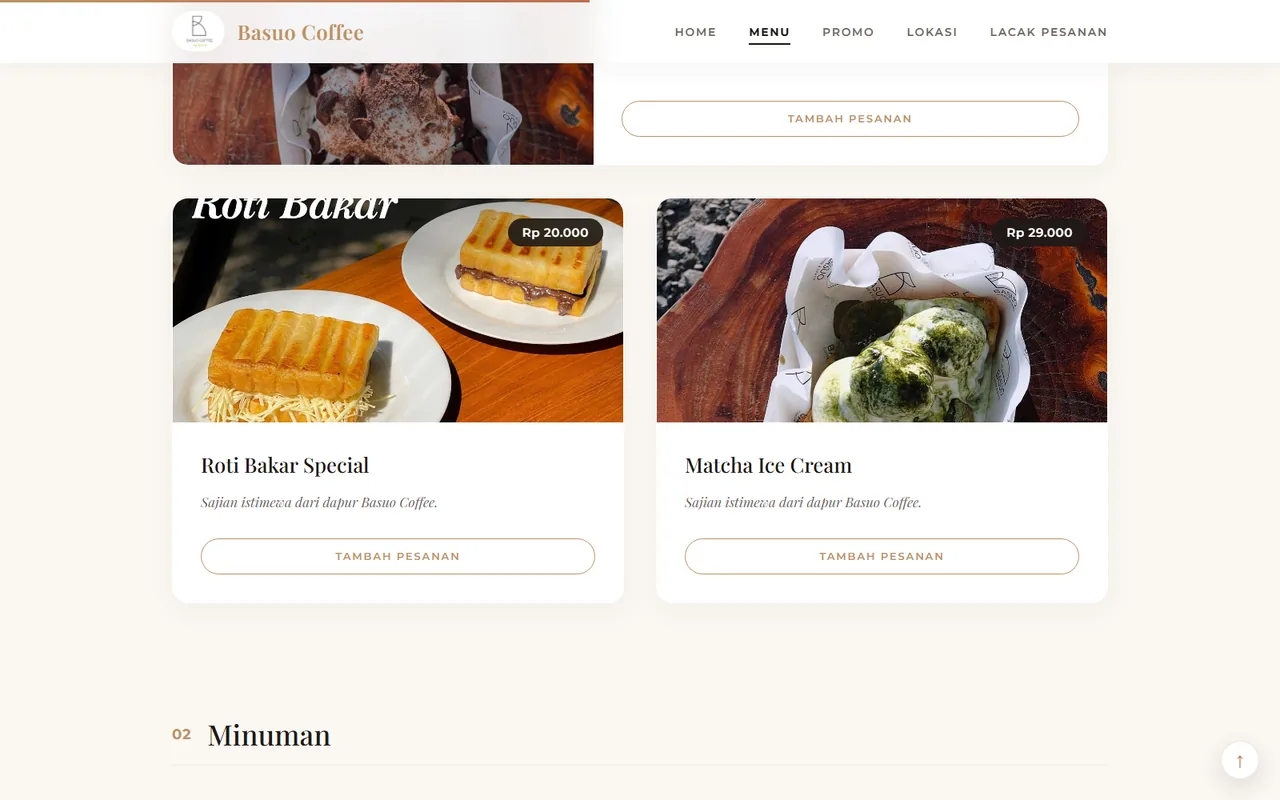 Basuo Coffee
HOME
MENU
PROMO
LOKASI
LACAK PESANAN
TAMBAH PESANAN
Roti Bakar
Rp 20.000
Rp 29.000
Roti Bakar Special
Sajian istimewa dari dapur Basuo Coffee.
TAMBAH PESANAN
Matcha Ice Cream
Sajian istimewa dari dapur Basuo Coffee.
TAMBAH PESANAN
02
Minuman
↑